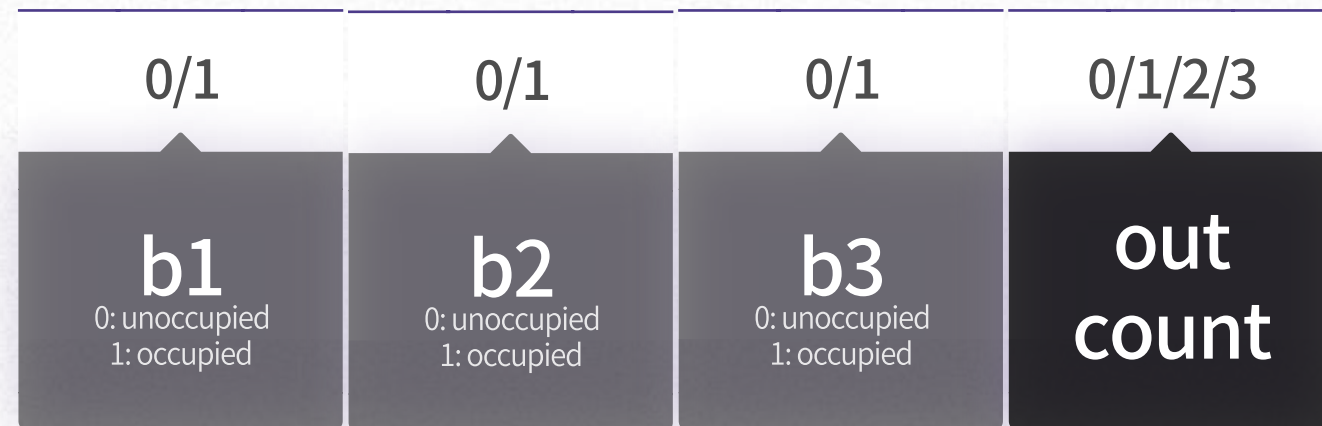 0/1
0/1
0/1
0/1/2/3
b1
0: unoccupied
1: occupied
b2
0: unoccupied
1: occupied
b3
0: unoccupied
1: occupied
out
count